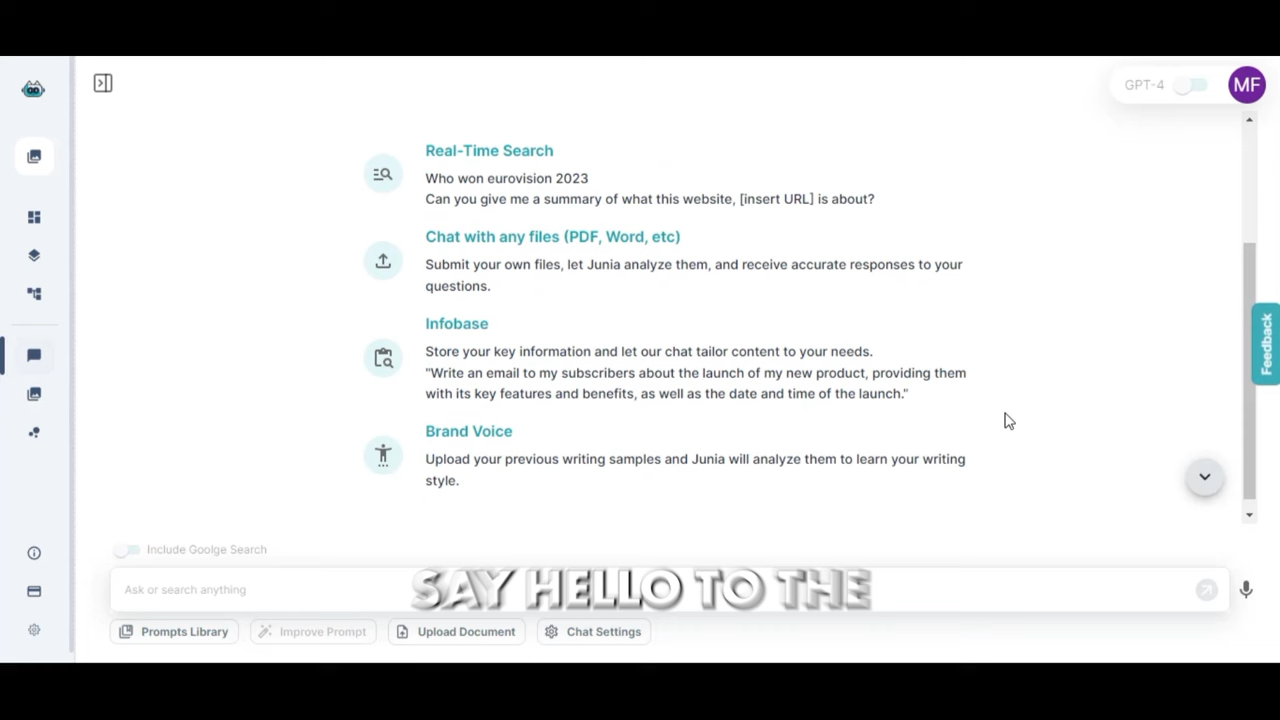 GPT-4
MF
Real-Time Search
Who won eurovision 2023
Can you give me a summary of what this website, [insert URL] is about?
Chat with any files (PDF, Word, etc)
Submit your own files, let Junia analyze them, and receive accurate responses to your
questions.
Infobase
Store your key information and let our chat tailor content to your needs.
"Write an email to my subscribers about the launch of my new product, providing them
with its key features and benefits, as well as the date and time of the launch."
Feedback
Brand Voice
Upload your previous writing samples and Junia will analyze them to learn your writing
style.
Include Goolge Search
Ask or search anything
SAY HELLO TO THE
Prompts Library
Improve Prompt
Upload Document
Chat Settings